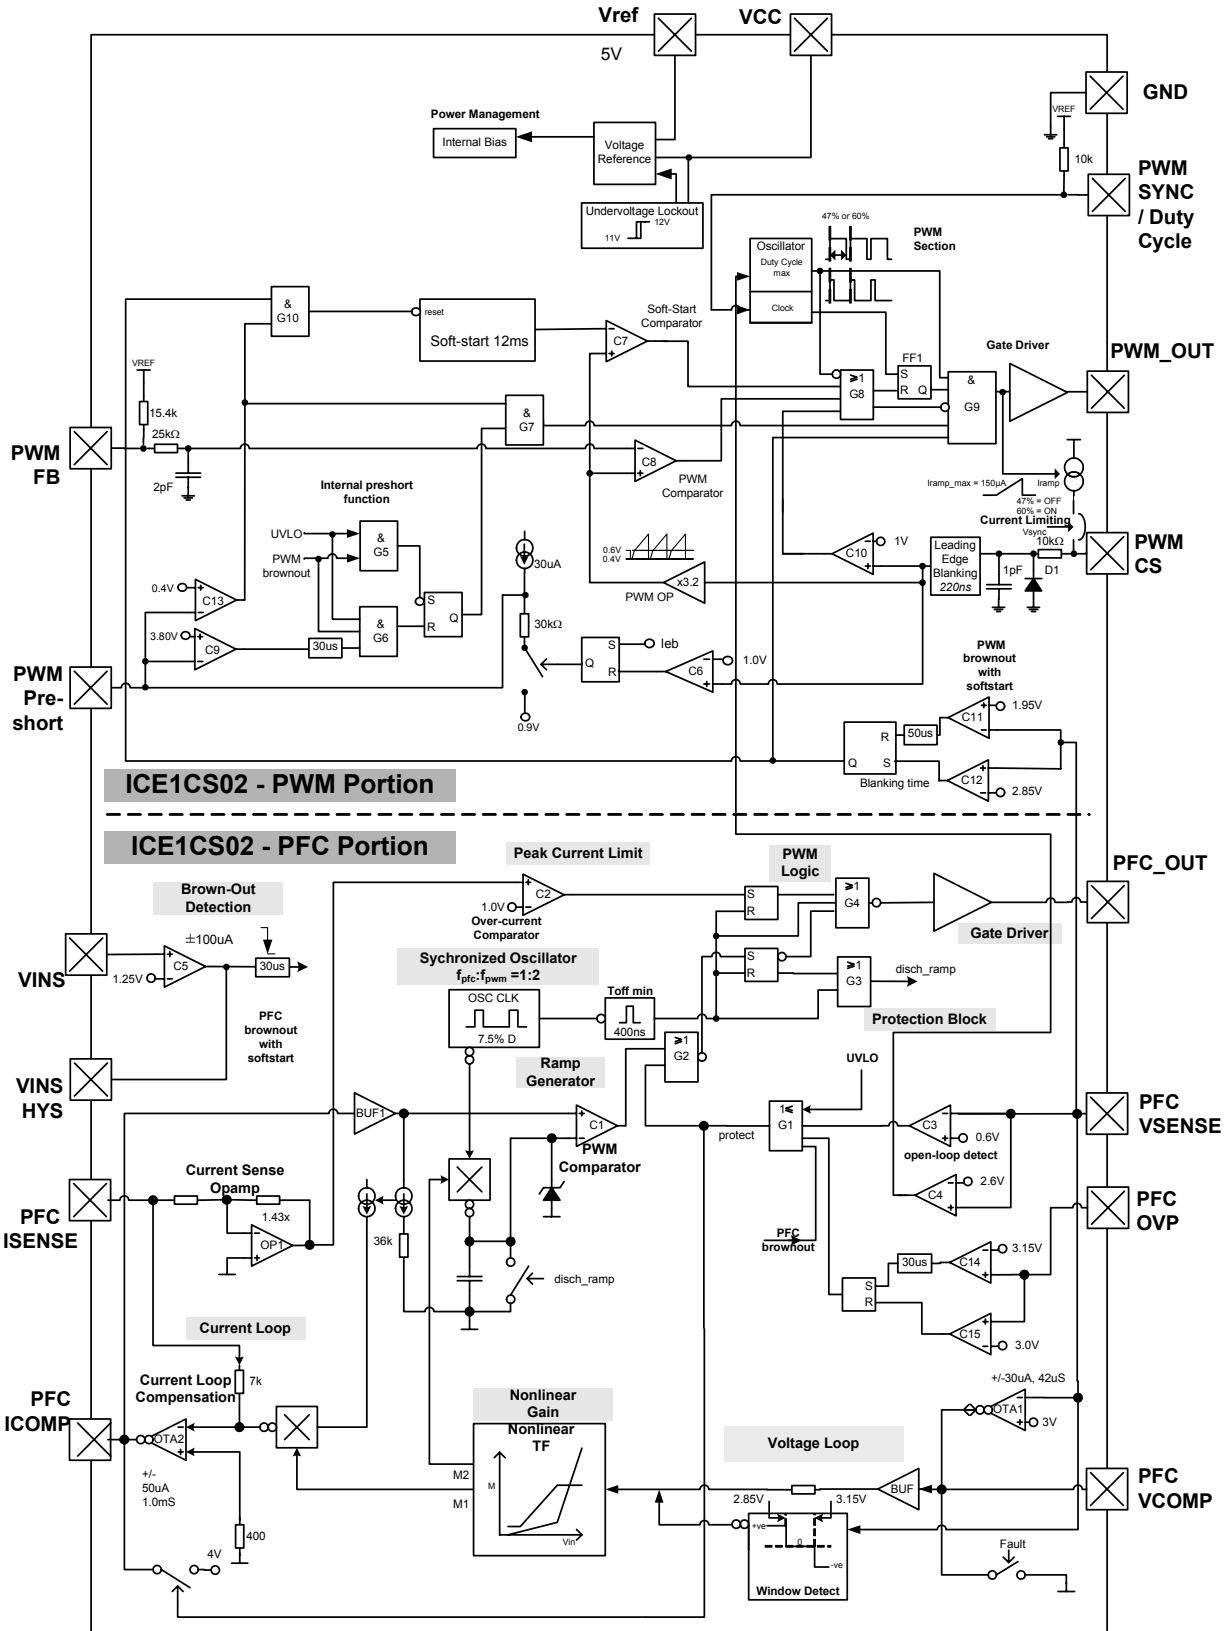 Vref
VCC
5V
GND
VREF
Power Management
Internal Bias
Voltage
Reference
10k
PWM
SYNC
/ Duty
Cycle
Undervoltage Lockout
12V
11V
47% or 60%
PWM
Section
Oscillator
Duty Cycle
max
Clock
&
G10
reset
Soft-start 12ms
C7
Soft-Start
Comparator
Gate Driver
PWM_OUT
VREF
FF1
S
R
Q
≥1
G8
&
G9
15.4k
25kΩ
&
G7
PWM
FB
2pF
C8
PWM
Comparator
Internal preshort
function
Iramp_max = 150µA
Iramp
47% = OFF
60% = ON
Current Limiting
Vsync
10kΩ
UVLO
PWM
brownout
&
G5
30uA
0.6V
0.4V
x3.2
PWM OP
C10
1V
Leading
Edge
Blanking
220ns
1pF
D1
PWM
CS
0.4V
C13
S
R
Q
3.80V
C9
30us
&
G6
30kΩ
S
Q
R
leb
C6
1.0V
PWM
brownout
with
softstart
PWM
Pre-
short
0.9V
C11
1.95V
50us
R
Q
S
Blanking time
C12
2.85V
ICE1CS02 - PWM Portion
ICE1CS02 - PFC Portion
Peak Current Limit
PWM
Logic
PFC_OUT
Brown-Out
Detection
C2
1.0V
Over-current
Comparator
S
R
≥1
G4
Gate Driver
±100uA
VINS
1.25V
C5
30us
Sychronized Oscillator
fpfc:fpwm =1:2
OSC CLK
7.5% D
Toff min
400ns
S
R
≥1
G3
disch_ramp
PFC
brownout
with
softstart
Protection Block
≥1
G2
Ramp
Generator
UVLO
VINS
HYS
BUF1
C1
PWM
Comparator
protect
1≤
G1
C3
0.6V
open-loop detect
PFC
VSENSE
Current Sense
Opamp
1.43x
OP1
C4
2.6V
PFC
ISENSE
PFC
OVP
36k
disch_ramp
PFC
brownout
30us
C14
3.15V
S
R
C15
3.0V
Current Loop
7k
Current Loop
Compensation
PFC
ICOMP
OTA2
+/-
50uA
1.0mS
+/-30uA, 42uS
OTA1
3V
Nonlinear
Gain
Nonlinear
TF
M
Vin
M2
M1
Voltage Loop
BUF
PFC
VCOMP
2.85V
3.15V
+ve
0
-ve
Window Detect
400
4V
Fault